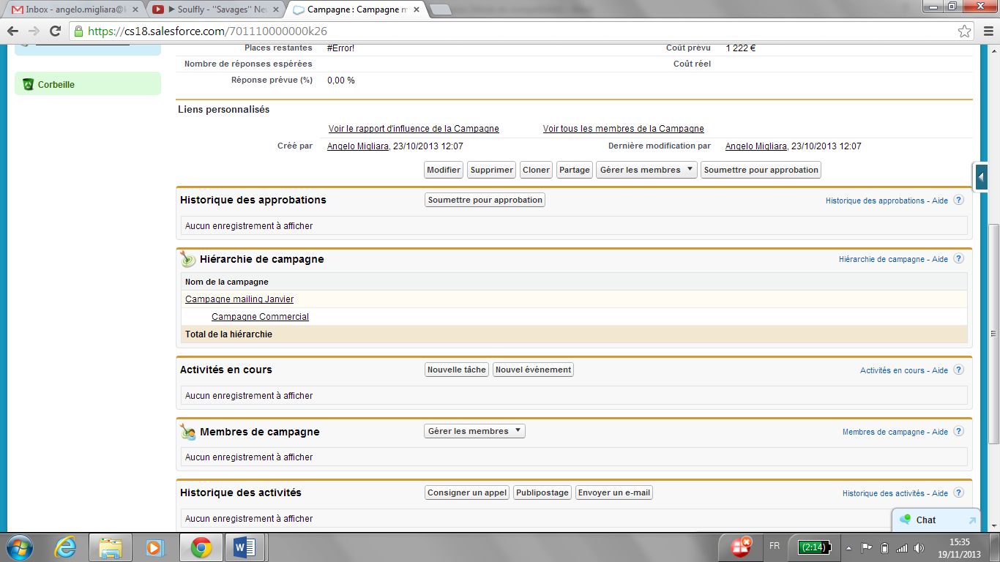 Inbox - angelo.migliara@ ▶ Soulfly - "Savages" Ne Campagne : Campagne m
https://cs18.salesforce.com/701110000000k26
Places restantes #Error! Coût prévu 1 222 €
Nombre de réponses espérées Coût réel
Réponse prévue (%) 0,00 %
Corbeille
Liens personnalisés
Voir le rapport d'influence de la Campagne Voir tous les membres de la Campagne
Créé par Angelo Migliara, 23/10/2013 12:07 Dernière modification par Angelo Migliara, 23/10/2013 12:07
Modifier Supprimer Cloner Partage Gérer les membres Soumettre pour approbation
Historique des approbations Soumettre pour approbation Historique des approbations - Aide ?
Aucun enregistrement à afficher
Hiérarchie de campagne Hiérarchie de campagne - Aide ?
Nom de la campagne
Campagne mailing Janvier
Campagne Commercial
Total de la hiérarchie
Activités en cours Nouvelle tâche Nouvel événement Activités en cours - Aide ?
Aucun enregistrement à afficher
Membres de campagne Gérer les membres Membres de campagne - Aide ?
Aucun enregistrement à afficher
Historique des activités Consigner un appel Publipostage Envoyer un e-mail Historique des activités - Aide ?
Aucun enregistrement à afficher
Chat
FR (2:14) 15:35
19/11/2013